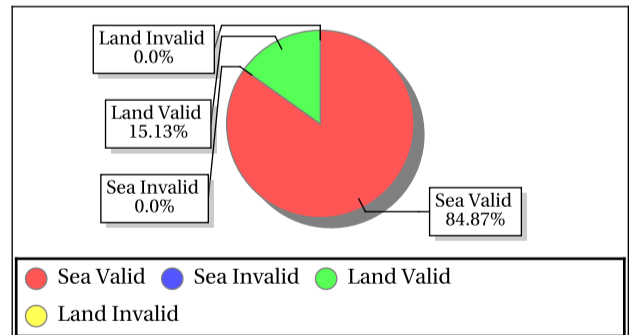 Land Invalid
0.0%
Land Valid
15.13%
Sea Invalid
0.0%
Sea Valid
84.87%
Sea Valid Sea Invalid Land Valid
Land Invalid